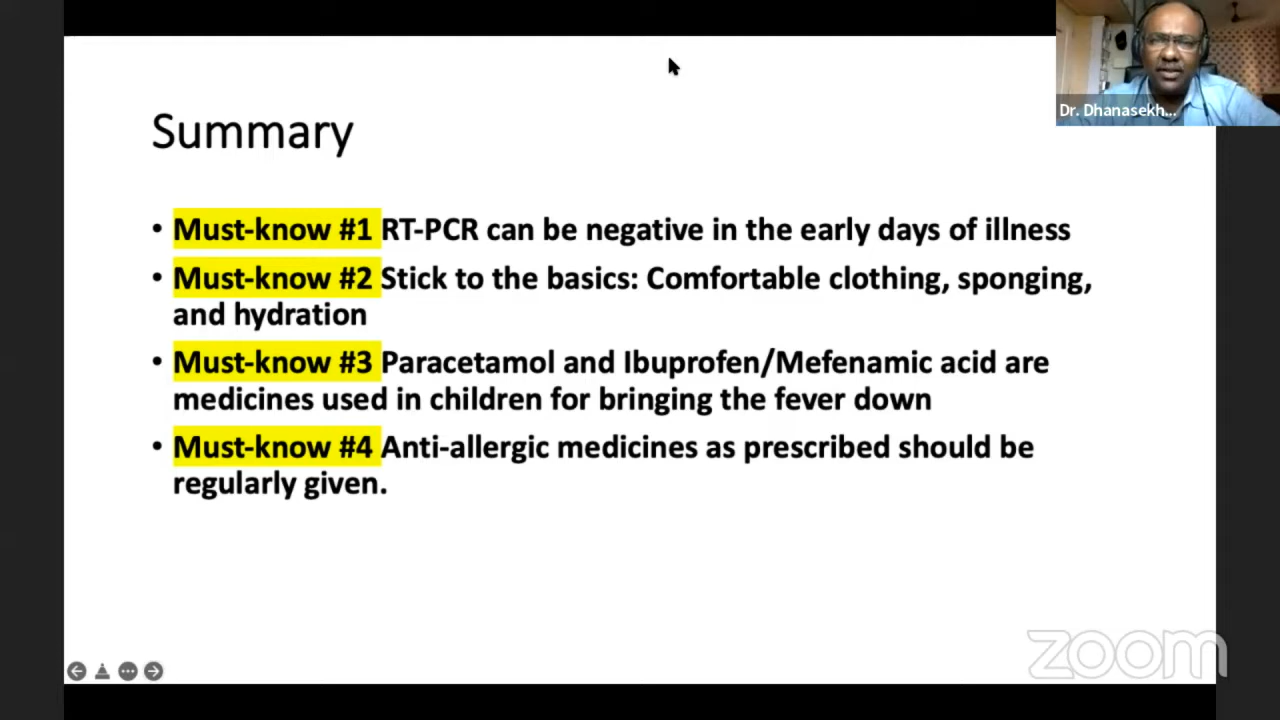 Dr. Dhanasekh...
Summary
• Must-know #1 RT-PCR can be negative in the early days of illness
• Must-know #2 Stick to the basics: Comfortable clothing, sponging,
and hydration
• Must-know #3 Paracetamol and Ibuprofen/Mefenamic acid are
medicines used in children for bringing the fever down
• Must-know #4 Anti-allergic medicines as prescribed should be
regularly given.
zoom